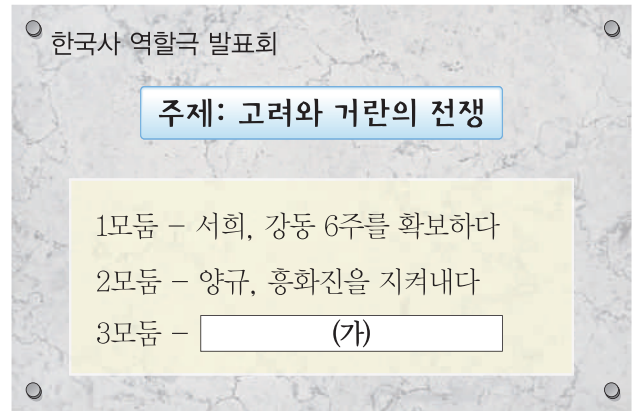 한국사 역할극 발표회
주제: 고려와 거란의 전쟁
1모둠 - 서희, 강동 6주를 확보하다
2모둠 - 양규, 흥화진을 지켜내다
3모둠 - (가)